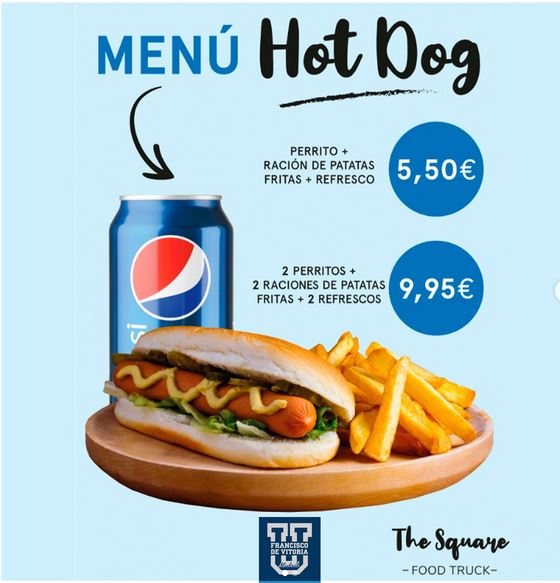 MENÚ Hot Dog
PERRITO +
RACIÓN DE PATATAS
FRITAS + REFRESCO
5,50€
2 PERRITOS +
2 RACIONES DE PATATAS
FRITAS + 2 REFRESCOS
9,95€
si
FRANCISCO
DE VITORIA
The Square
- FOOD TRUCK -